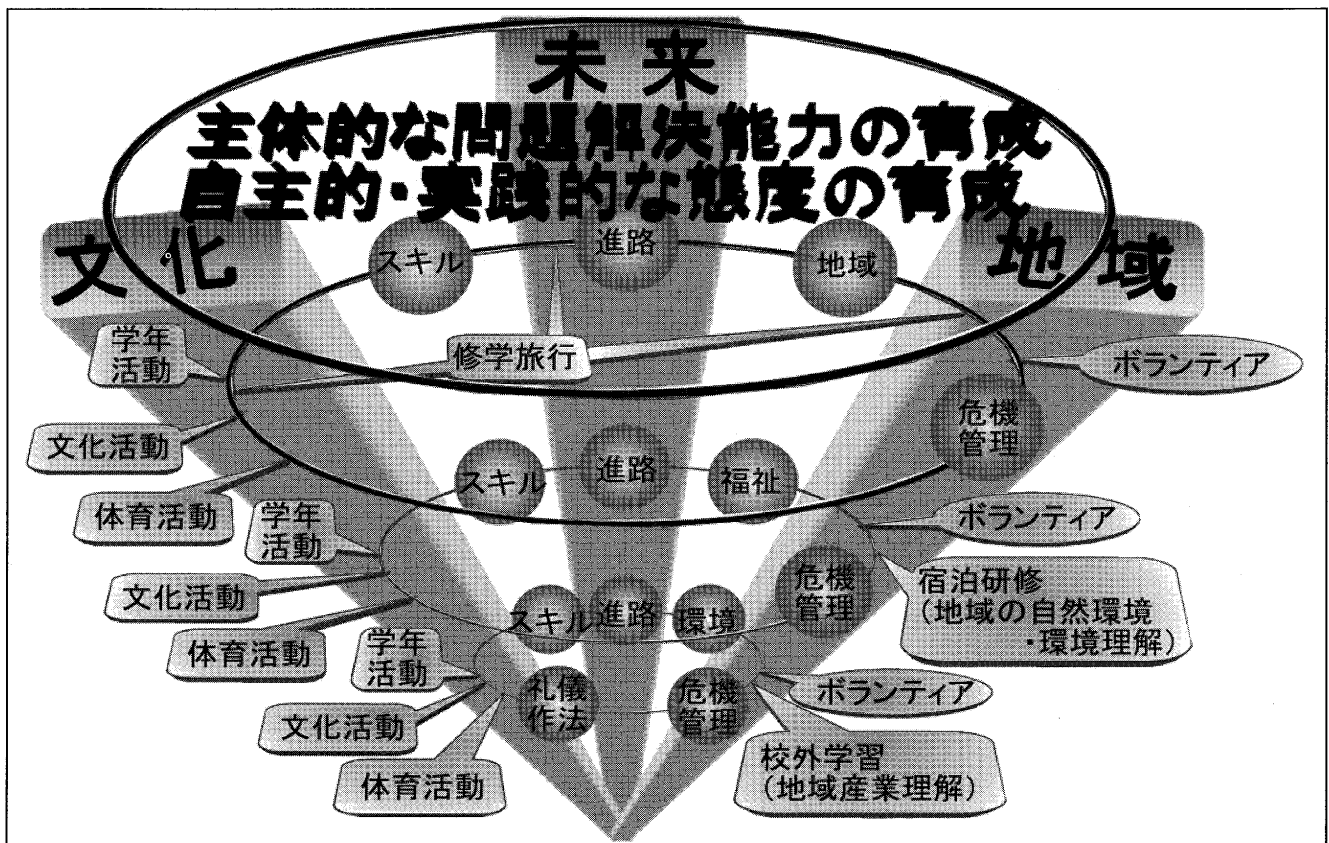 未来
主体的な問題解決能力の育成
自主的・実践的な態度の育成
文化
地域
スキル
進路
地域
学年
活動
修学旅行
ボランティア
文化活動
危機
管理
体育活動
スキル
進路
福祉
学年
活動
ボランティア
文化活動
危機
管理
宿泊研修
(地域の自然環境
・環境理解)
体育活動
スキル
進路
環境
学年
活動
文化活動
礼儀
作法
危機
管理
ボランティア
体育活動
校外学習
(地域産業理解)